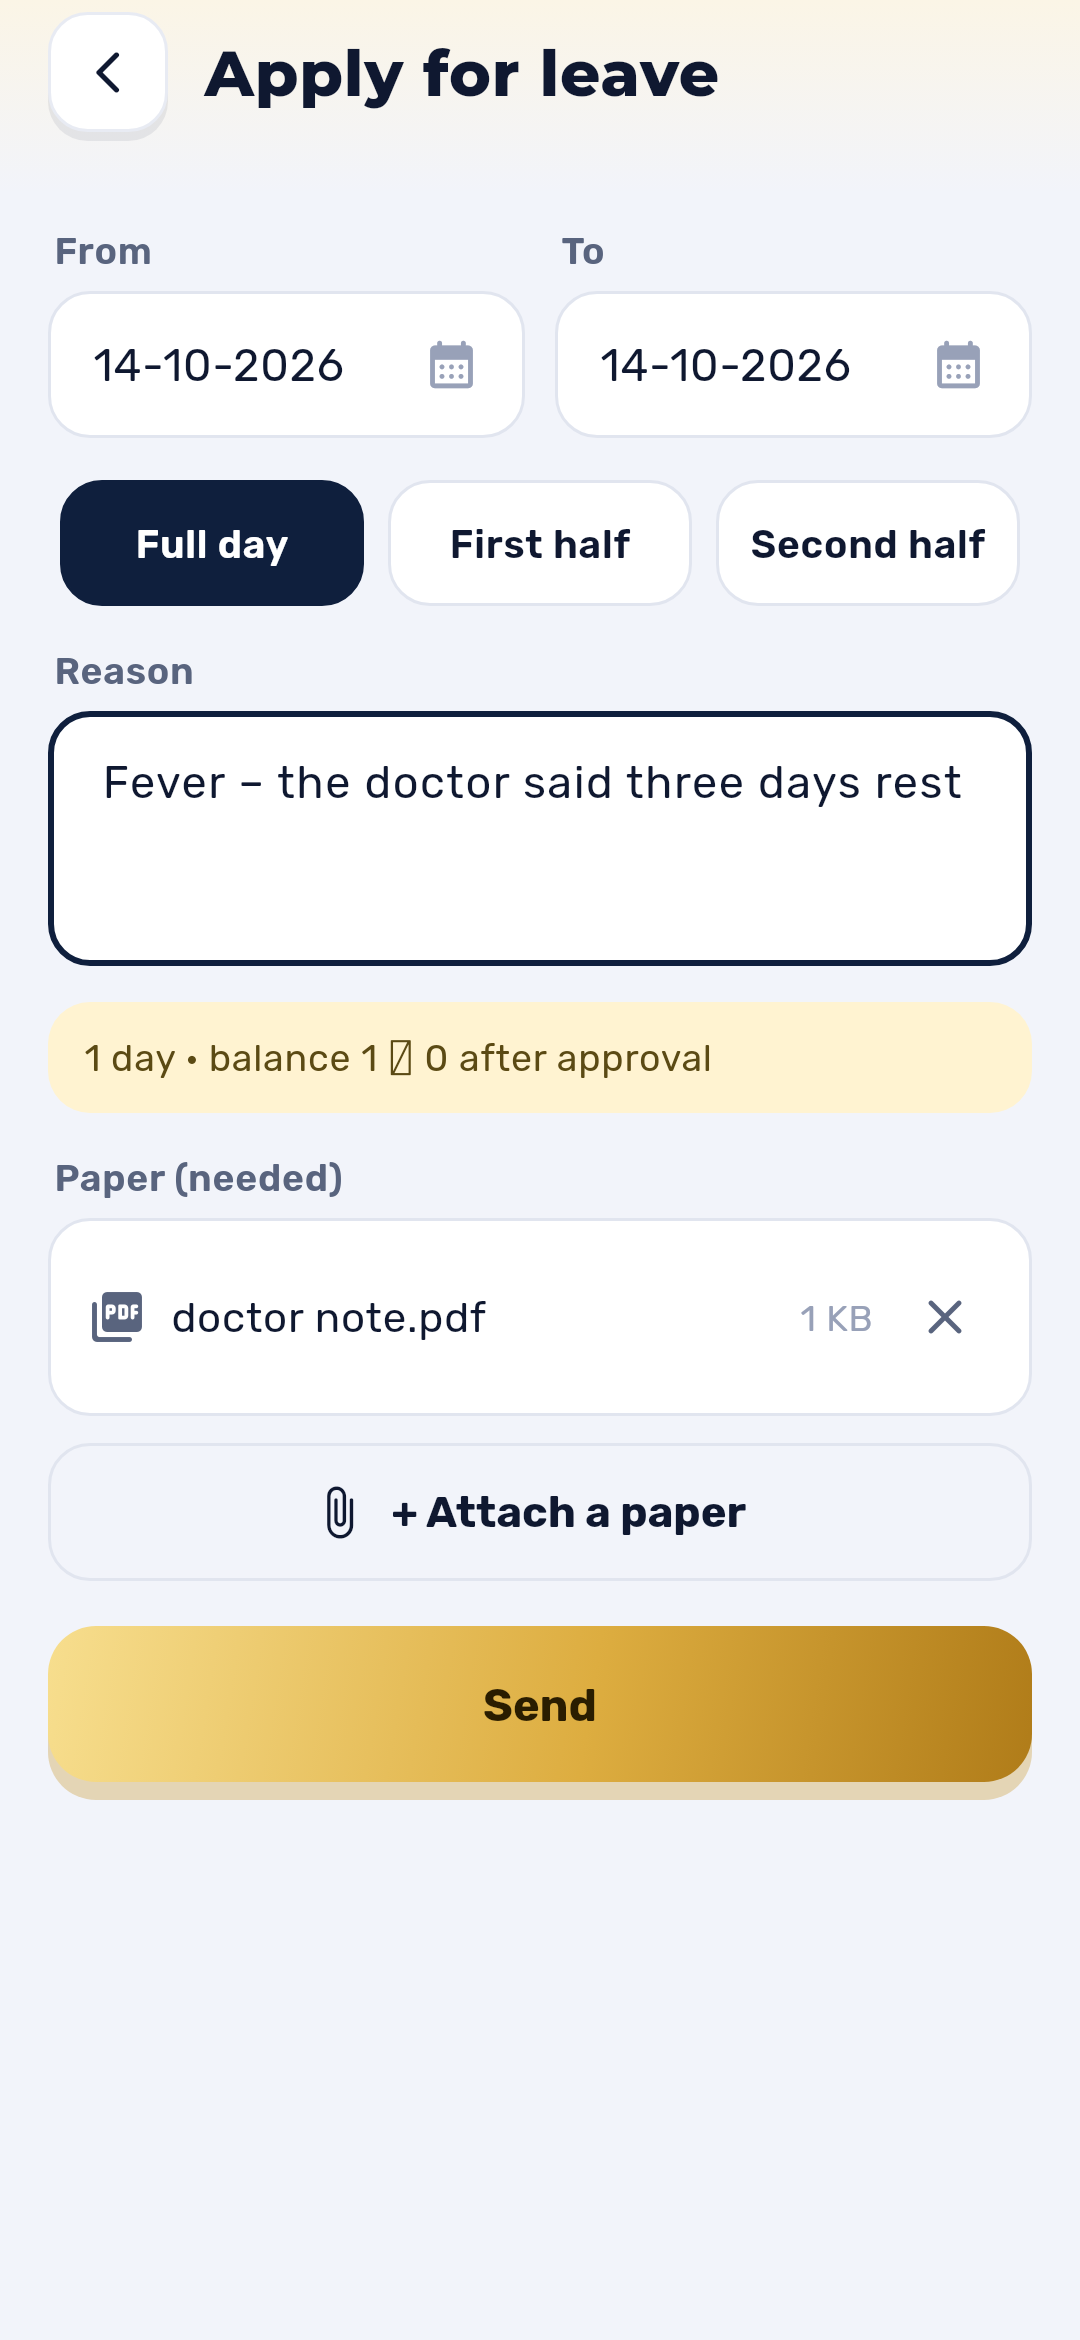 Apply for leave
From
To
14-10-2026
14-10-2026
Full day
First half
Second half
Reason
Fever – the doctor said three days rest
1 day • balance 1 0 after approval
Paper (needed)
PDF
doctor note.pdf
1 KB
+ Attach a paper
Send